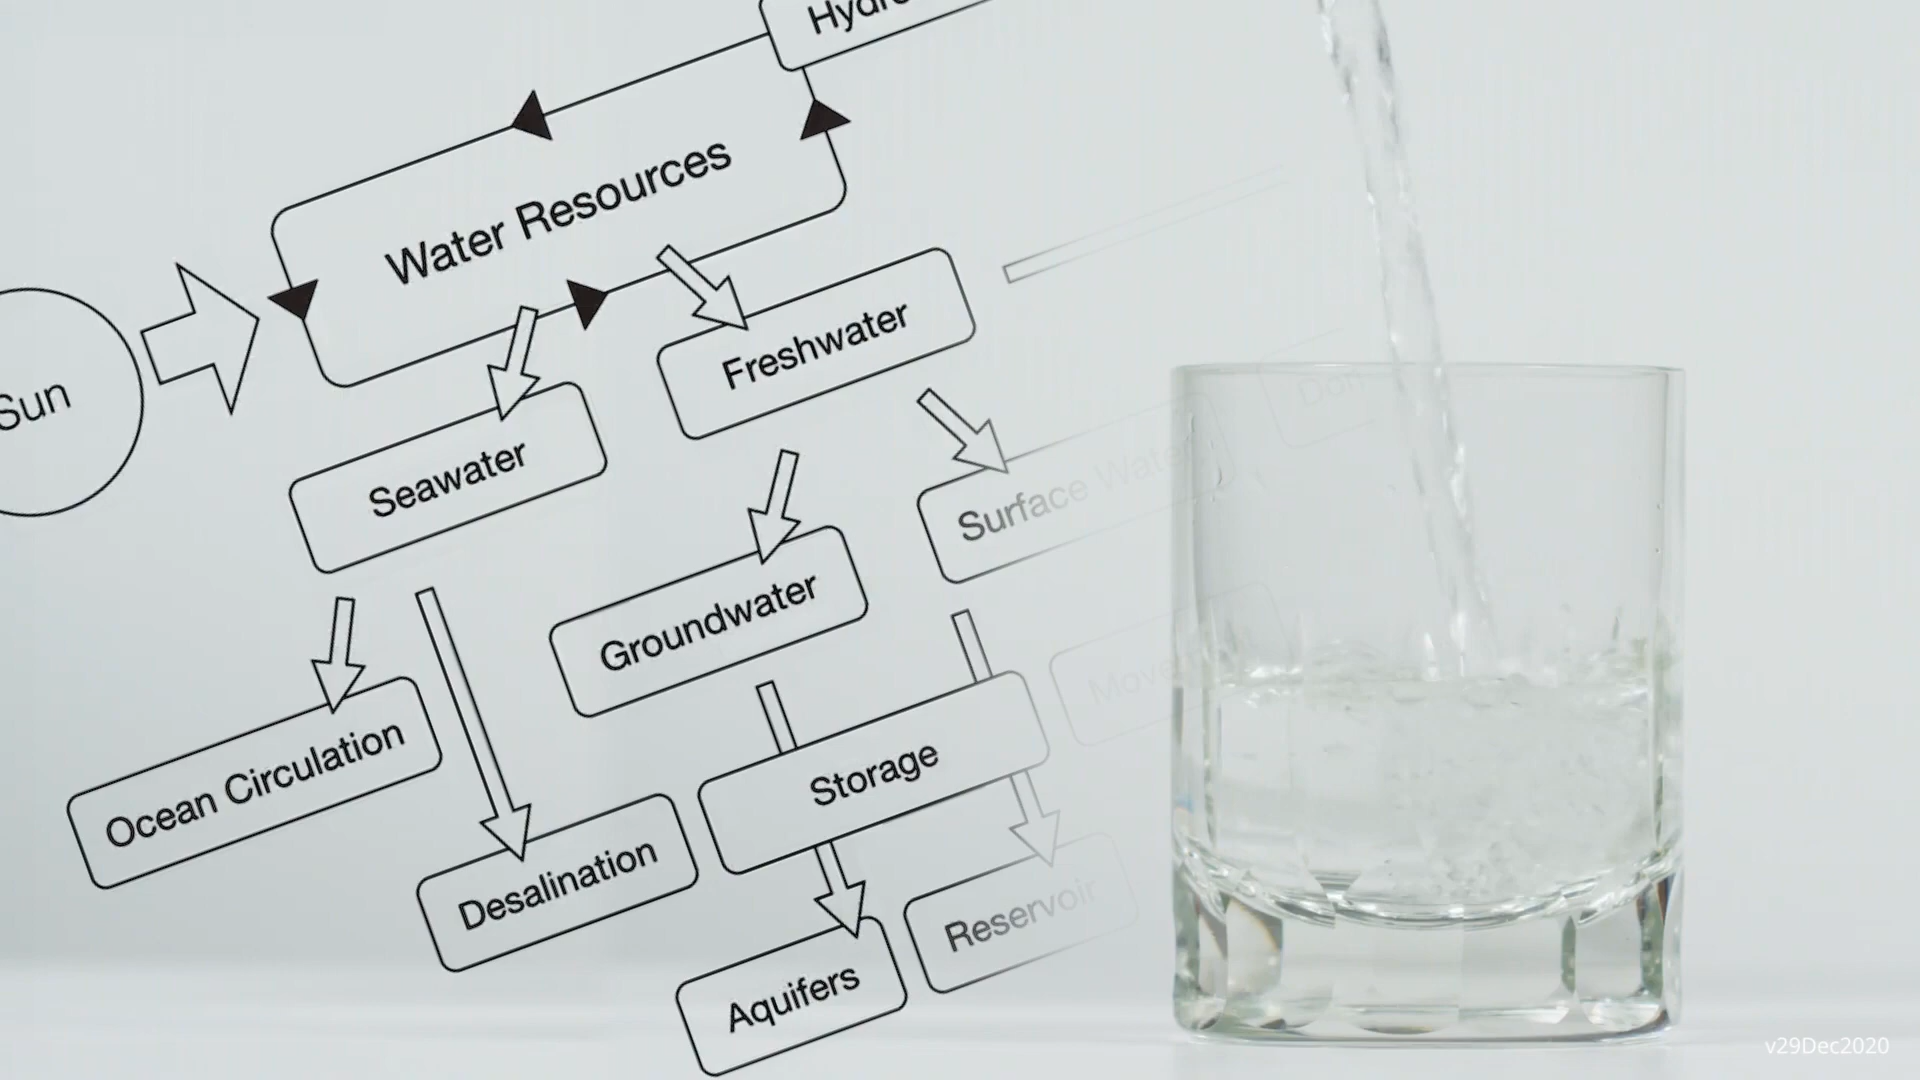 Water Resources
Sun
Freshwater
Seawater
Surface Water
Groundwater
Ocean Circulation
Storage
Desalination
Reservoir
Aquifers
v29Dec2020